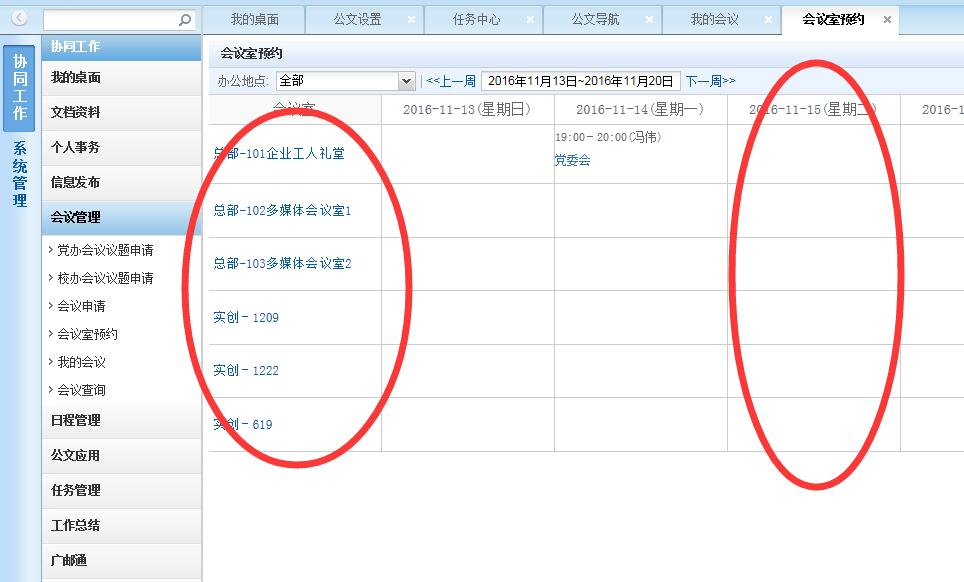 我的桌面
公文设置
任务中心
公文导航
我的会议
会议室预约
协同工作
系统管理
协同工作
我的桌面
文档资料
个人事务
信息发布
会议管理
党办会议议题申请
校办会议议题申请
会议申请
会议室预约
我的会议
会议查询
日程管理
公文应用
任务管理
工作总结
广邮通
会议室预约
办公地点: 全部 <<上一周 2016年11月13日~2016年11月20日 下一周>>
会议室 2016-11-13(星期日) 2016-11-14(星期一) 2016-11-15(星期二) 2016-1
总部-101企业工人礼堂
19:00-20:00(冯伟)
党委会
总部-102多媒体会议室1
总部-103多媒体会议室2
实创-1209
实创-1222
实创-619